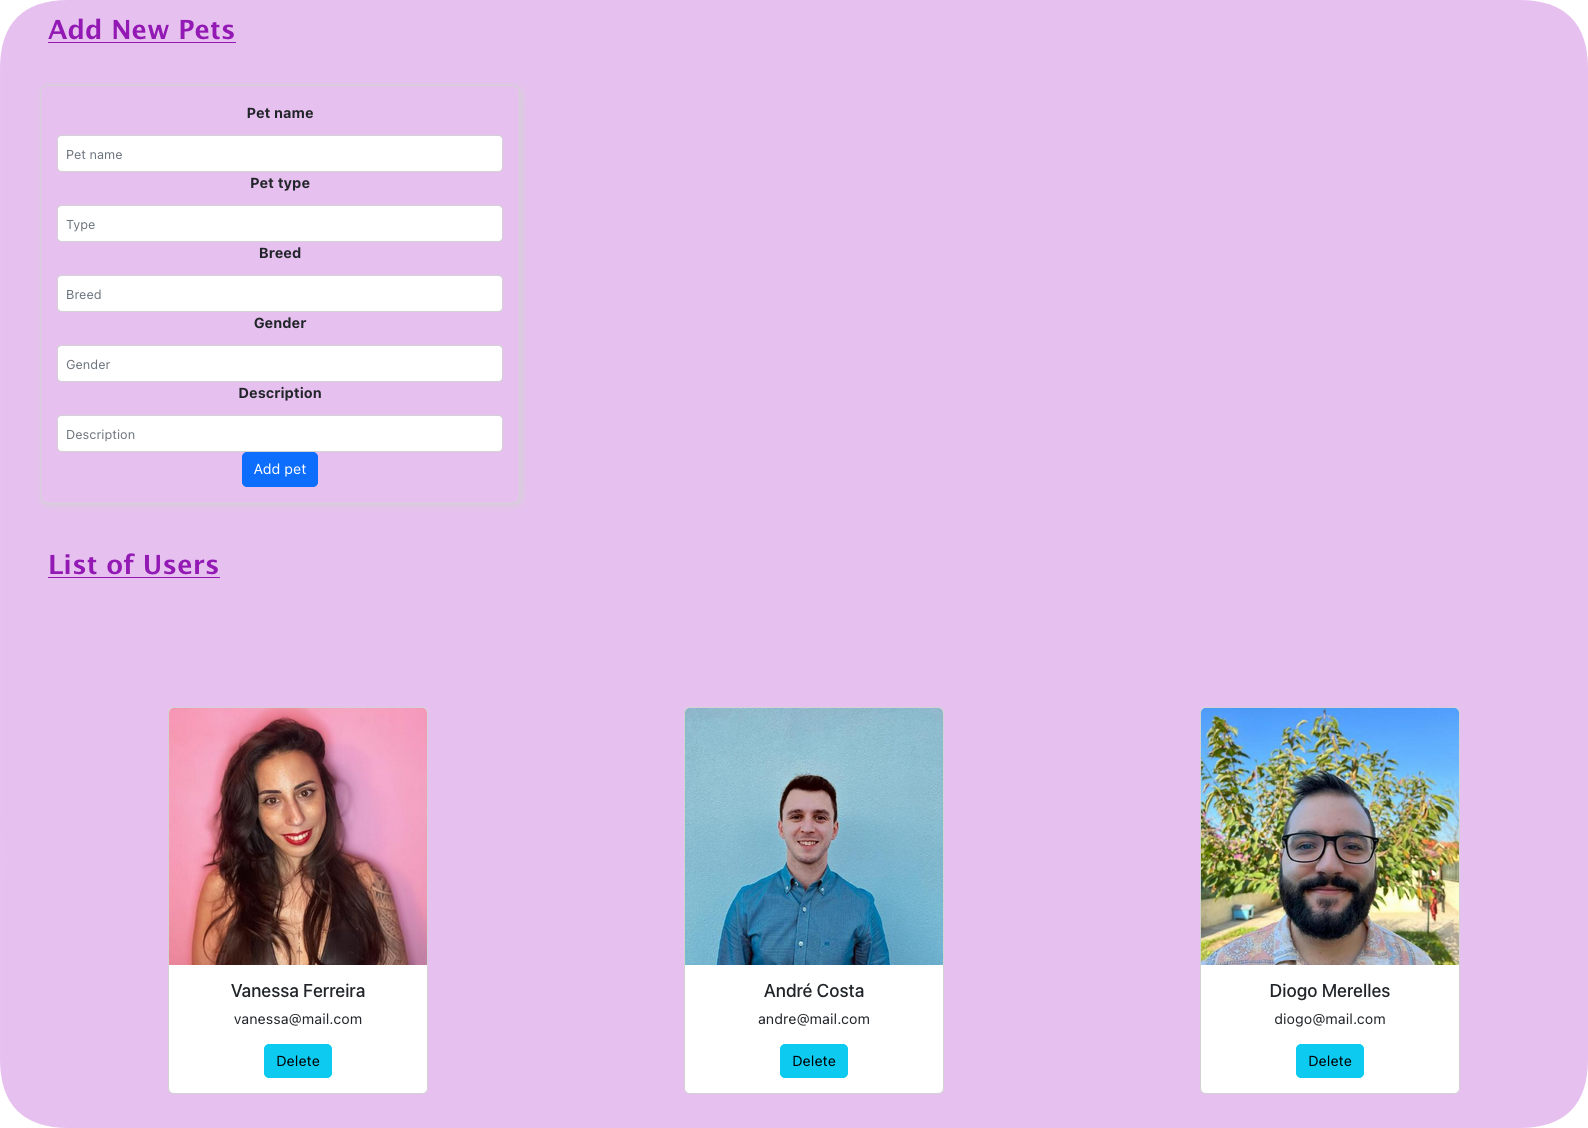 Add New Pets
Pet name
Pet name
Pet type
Type
Breed
Breed
Gender
Gender
Description
Description
Add pet
List of Users
Vanessa Ferreira
vanessa@mail.com
Delete
André Costa
andre@mail.com
Delete
Diogo Merelles
diogo@mail.com
Delete